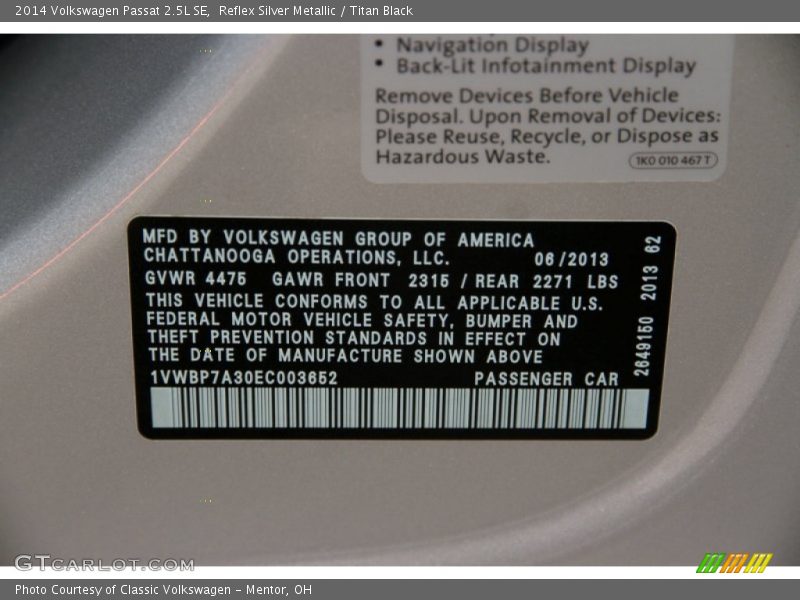 2014 Volkswagen Passat 2.5L SE,  Reflex Silver Metallic / Titan Black
• Navigation Display
• Back-Lit Infotainment Display
Remove Devices Before Vehicle
Disposal. Upon Removal of Devices:
Please Reuse, Recycle, or Dispose as
Hazardous Waste.
1K0 010 467 T
MFD BY VOLKSWAGEN GROUP OF AMERICA
CHATTANOOGA OPERATIONS, LLC. 06/2013
GVWR 4475 GAWR FRONT 2315 / REAR 2271 LBS
THIS VEHICLE CONFORMS TO ALL APPLICABLE U.S.
FEDERAL MOTOR VEHICLE SAFETY, BUMPER AND
THEFT PREVENTION STANDARDS IN EFFECT ON
THE DATE OF MANUFACTURE SHOWN ABOVE
1VWBP7A30EC003652 PASSENGER CAR
2649150 2013 62
GTCARLOT.COM
Photo Courtesy of Classic Volkswagen - Mentor, OH